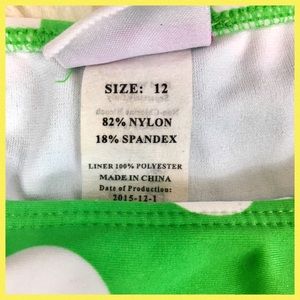 SIZE: 12
82% NYLON
18% SPANDEX
LINER 100% POLYESTER
MADE IN CHINA
Date of Production:
2015-12-1